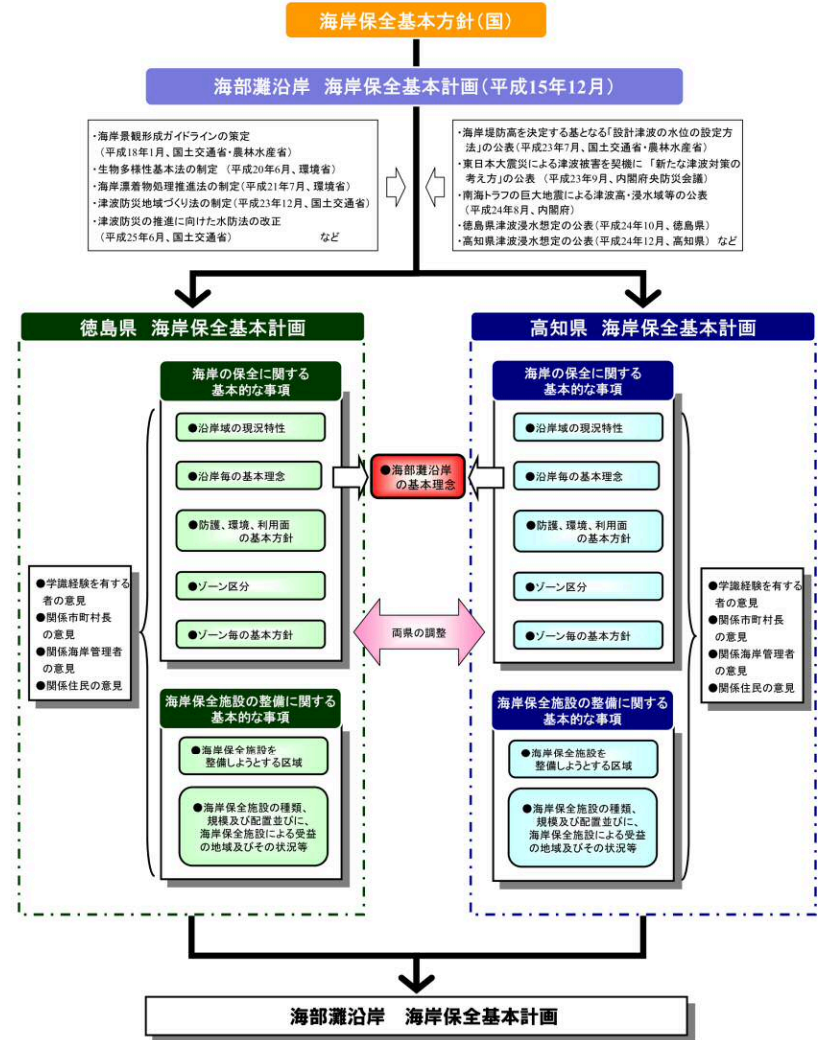 海岸保全基本方針(国)
海部灘沿岸 海岸保全基本計画(平成15年12月)
・海岸景観形成ガイドラインの策定
(平成18年1月、国土交通省・農林水産省)
・生物多様性基本法の制定 (平成20年6月、環境省)
・海岸漂着物処理推進法の制定(平成21年7月、環境省)
・津波防災地域づくり法の制定(平成23年12月、国土交通省)
・津波防災の推進に向けた水防法の改正
(平成25年6月、国土交通省) など
・海岸堤防高を決定する基となる「設計津波の水位の設定方
法」の公表(平成23年7月、国土交通省・農林水産省)
・東日本大震災による津波被害を契機に 「新たな津波対策の
考え方」の公表 (平成23年9月、内閣府中央防災会議)
・南海トラフの巨大地震による津波高・浸水域等の公表
(平成24年8月、内閣府)
・徳島県津波浸水想定の公表(平成24年10月、徳島県)
・高知県津波浸水想定の公表(平成24年12月、高知県) など
徳島県 海岸保全基本計画
海岸の保全に関する
基本的な事項
●沿岸域の現況特性
●沿岸毎の基本理念
●防護、環境、利用面
の基本方針
●ゾーン区分
●ゾーン毎の基本方針
●学識経験を有する
者の意見
●関係市町村長
の意見
●関係海岸管理者
の意見
●関係住民の意見
海岸保全施設の整備に関する
基本的な事項
●海岸保全施設を
整備しようとする区域
●海岸保全施設の種類、
規模及び配置並びに、
海岸保全施設による受益
の地域及びその状況等
●海部灘沿岸
の基本理念
両県の調整
高知県 海岸保全基本計画
海岸の保全に関する
基本的な事項
●沿岸域の現況特性
●沿岸毎の基本理念
●防護、環境、利用面
の基本方針
●ゾーン区分
●ゾーン毎の基本方針
●学識経験を有する
者の意見
●関係市町村長
の意見
●関係海岸管理者
の意見
●関係住民の意見
海岸保全施設の整備に関する
基本的な事項
●海岸保全施設を
整備しようとする区域
●海岸保全施設の種類、
規模及び配置並びに、
海岸保全施設による受益
の地域及びその状況等
海部灘沿岸 海岸保全基本計画